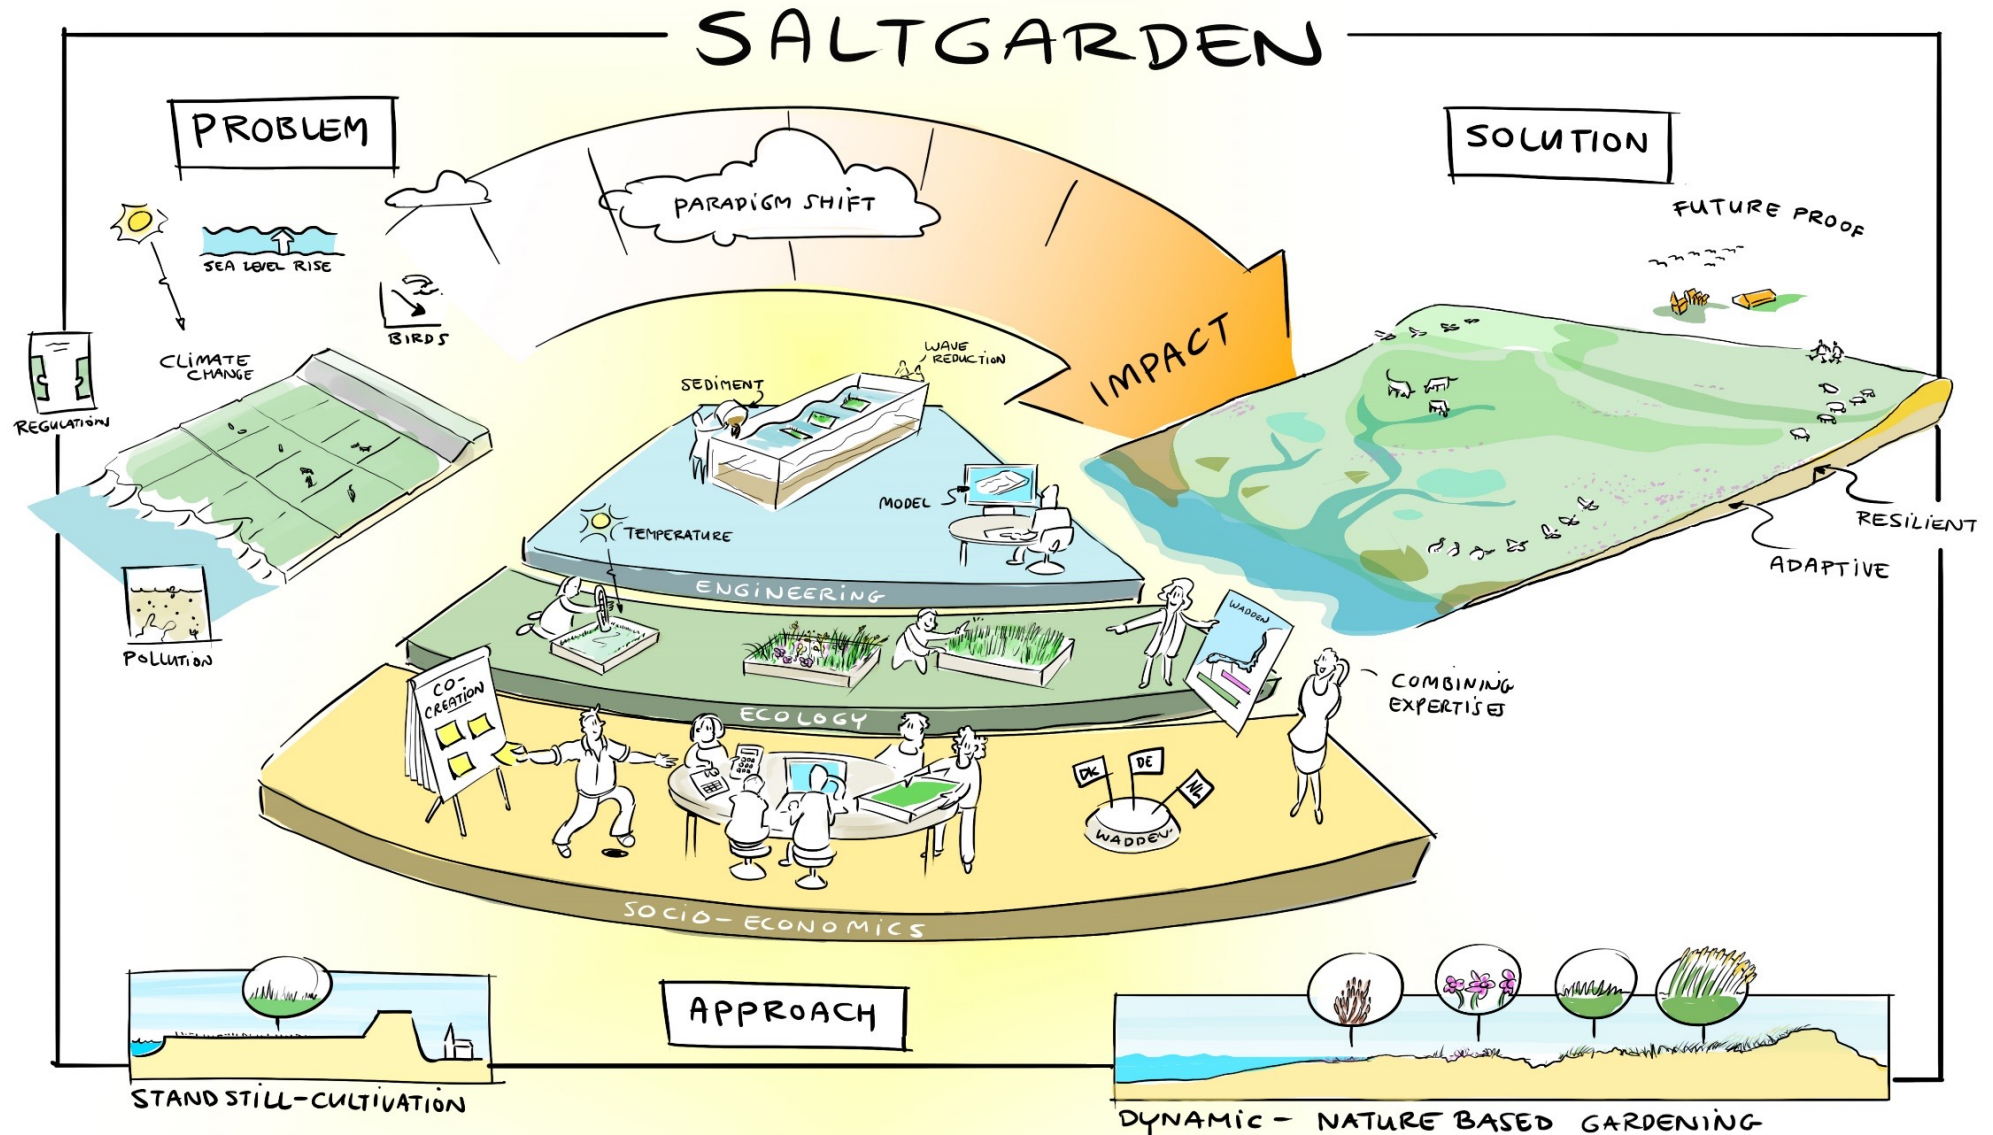 SALTGARDEN
PROBLEM
SOLUTION
PARADIGM SHIFT
FUTURE PROOF
SEA LEVEL RISE
BIRDS
CLIMATE
CHANGE
REGULATION
POLLUTION
IMPACT
WAVE
REDUCTION
SEDIMENT
MODEL
TEMPERATURE
ENGINEERING
RESILIENT
ADAPTIVE
WADDEN
ECOLOGY
COMBINING
EXPERTISES
CO-
CREATION
DK
DE
NL
WADDEN
SOCIO-ECONOMICS
APPROACH
STAND STILL-CULTIVATION
DYNAMIC - NATURE BASED GARDENING